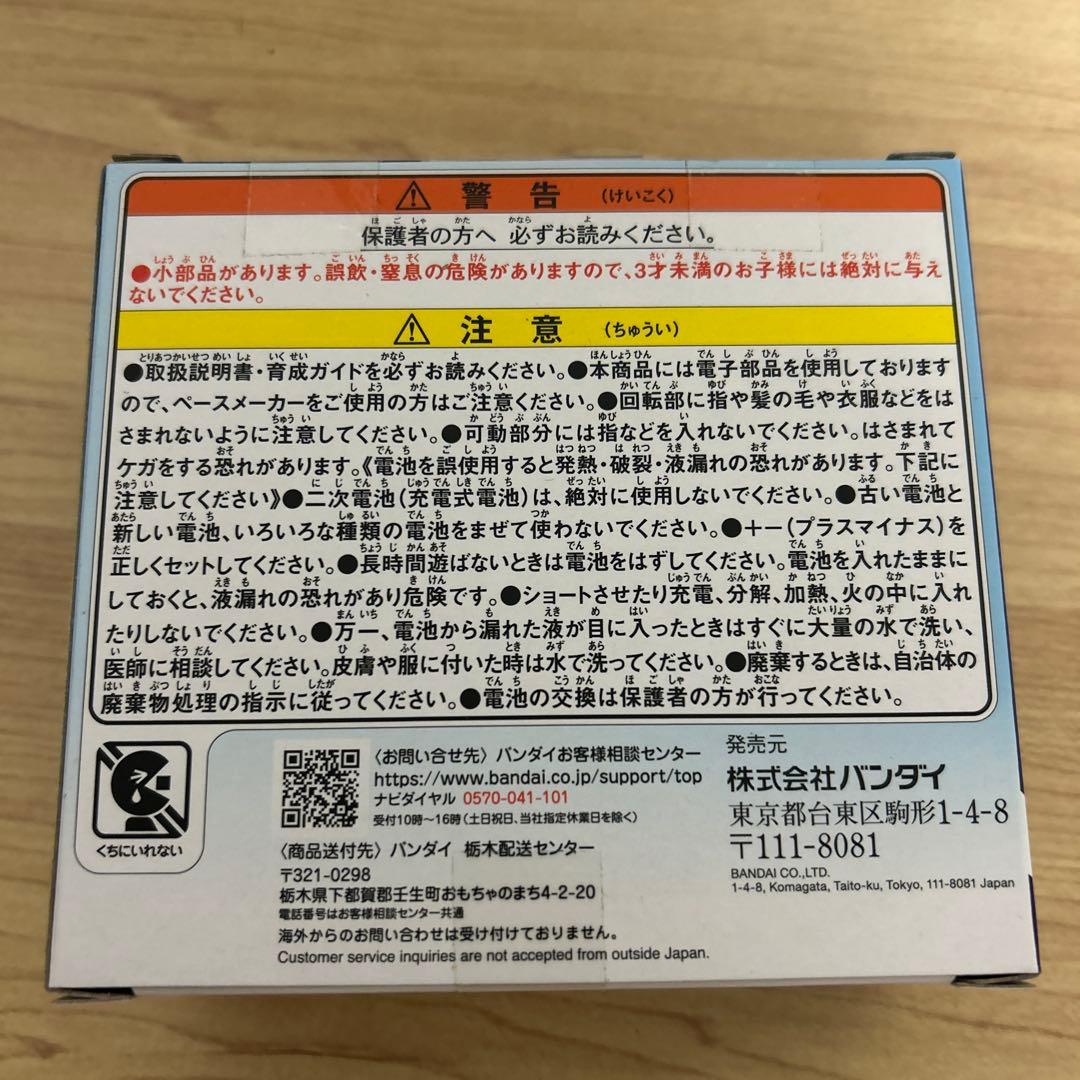 ⚠ 警告 (けいこく)
保護者の方へ 必ずお読みください。
●小部品があります。誤飲・窒息の危険がありますので、3才未満のお子様には絶対に与え
ないでください。
⚠ 注意 (ちゅうい)
●取扱説明書・育成ガイドを必ずお読みください。●本商品には電子部品を使用しております
ので、ペースメーカーをご使用の方はご注意ください。●回転部に指や髪の毛や衣服などをは
さまれないように注意してください。●可動部分には指などを入れないでください。はさまれて
ケガをする恐れがあります。《電池を誤使用すると発熱・破裂・液漏れの恐れがあります。下記に
注意してください》●二次電池(充電式電池)は、絶対に使用しないでください。●古い電池と
新しい電池、いろいろな種類の電池をまぜて使わないでください。●+−(プラスマイナス)を
正しくセットしてください。●長時間遊ばないときは電池をはずしてください。電池を入れたままに
しておくと、液漏れの恐れがあり危険です。●ショートさせたり充電、分解、加熱、火の中に入れ
たりしないでください。●万一、電池から漏れた液が目に入ったときはすぐに大量の水で洗い、
医師に相談してください。皮膚や服に付いた時は水で洗ってください。●廃棄するときは、自治体の
廃棄物処理の指示に従ってください。●電池の交換は保護者の方が行ってください。
くちにいれない
〈お問い合せ先〉バンダイお客様相談センター
https://www.bandai.co.jp/support/top
ナビダイヤル 0570-041-101
受付10時〜16時(土日祝日、当社指定休業日を除く)
〈商品送付先〉バンダイ 栃木配送センター
〒321-0298
栃木県下都賀郡壬生町おもちゃのまち4-2-20
電話番号はお客様相談センター共通
海外からのお問い合わせは受け付けておりません。
Customer service inquiries are not accepted from outside Japan.
発売元
株式会社バンダイ
東京都台東区駒形1-4-8
〒111-8081
BANDAI CO.,LTD.
1-4-8, Komagata, Taito-ku, Tokyo, 111-8081 Japan